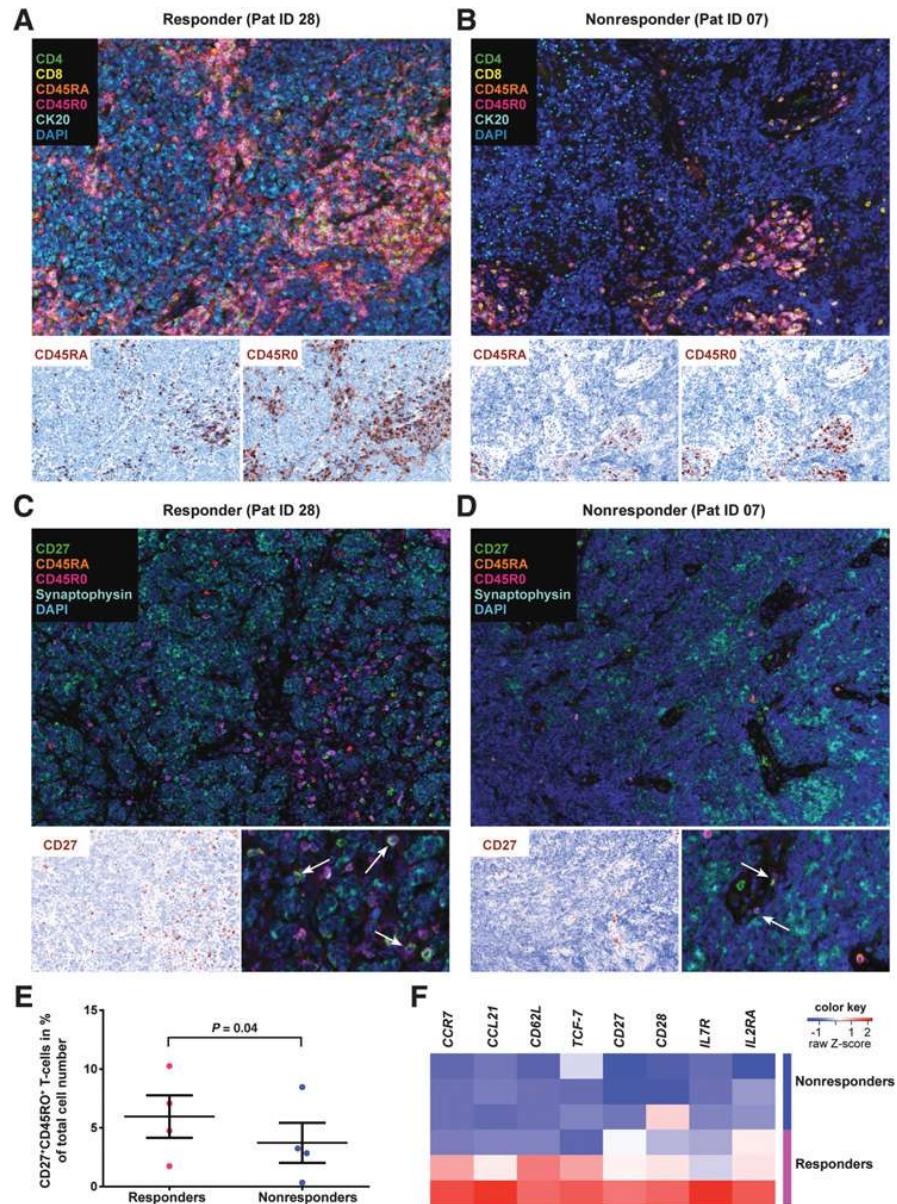 A
Responder (Pat ID 28)
CD4
CD8
CD45RA
CD45R0
CK20
DAPI
CD45RA
CD45R0
B
Nonresponder (Pat ID 07)
CD4
CD8
CD45RA
CD45R0
CK20
DAPI
CD45RA
CD45R0
C
Responder (Pat ID 28)
CD27
CD45RA
CD45R0
Synaptophysin
DAPI
CD27
D
Nonresponder (Pat ID 07)
CD27
CD45RA
CD45R0
Synaptophysin
DAPI
CD27
E
CD27+CD45RO+ T-cells in %
of total cell number
15
10
5
0
P = 0.04
Responders
Nonresponders
F
CCR7
CCL21
CD62L
TCF-7
CD27
CD28
IL7R
IL2RA
color key
-1 1 2
raw Z-score
Nonresponders
Responders